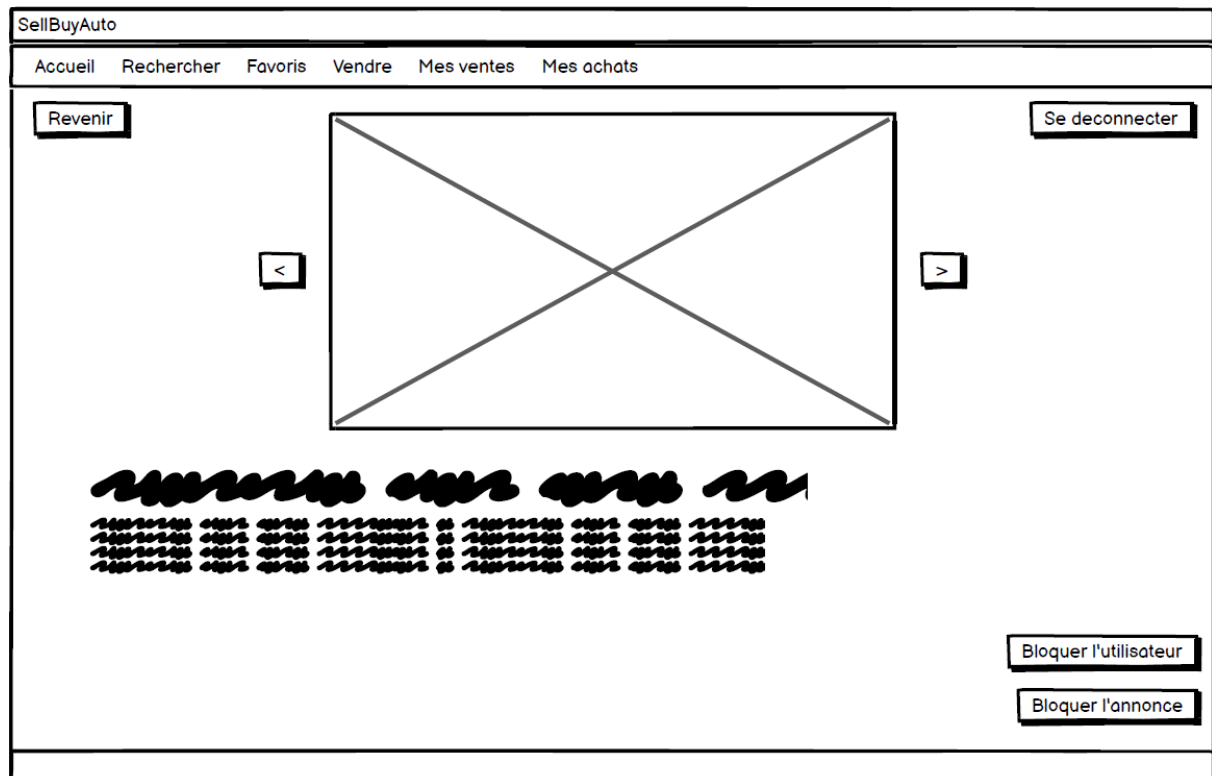 SellBuyAuto
Accueil Rechercher Favoris Vendre Mes ventes Mes achats
Revenir
Se deconnecter
<
>
Bloquer l'utilisateur
Bloquer l'annonce